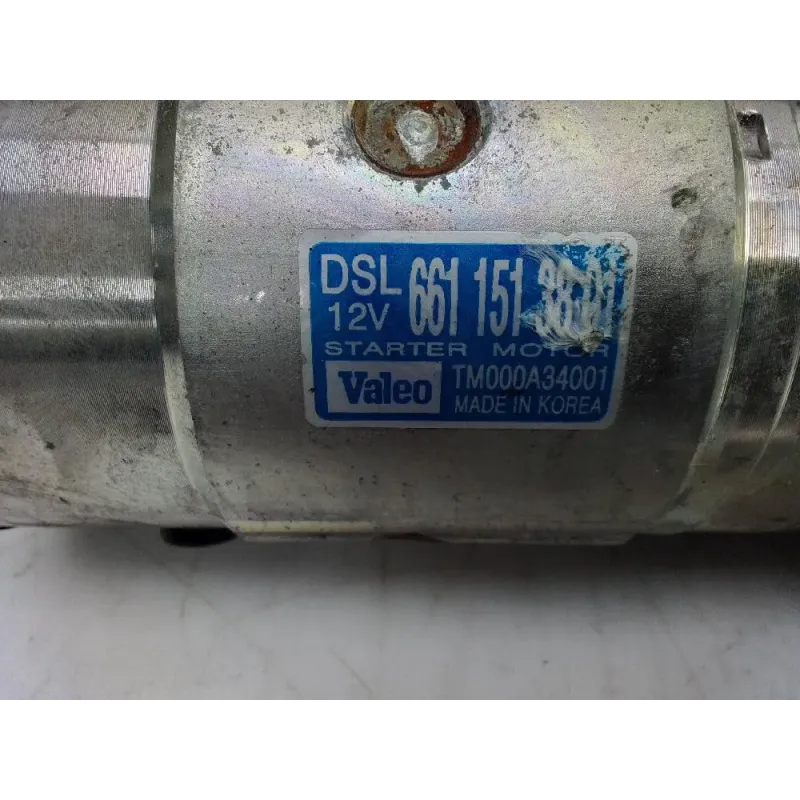 DSL 661 151
12V
STARTER MOTOR
Valeo TM000A34001
MADE IN KOREA